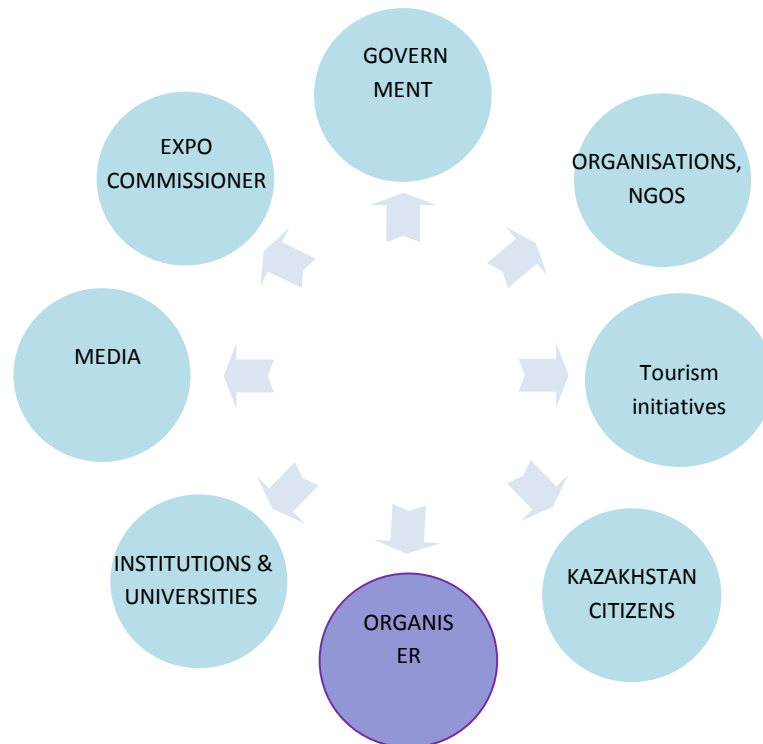 GOVERN
MENT
EXPO
COMMISSIONER
ORGANISATIONS,
NGOS
MEDIA
Tourism
initiatives
INSTITUTIONS &
UNIVERSITIES
KAZAKHSTAN
CITIZENS
ORGANIS
ER